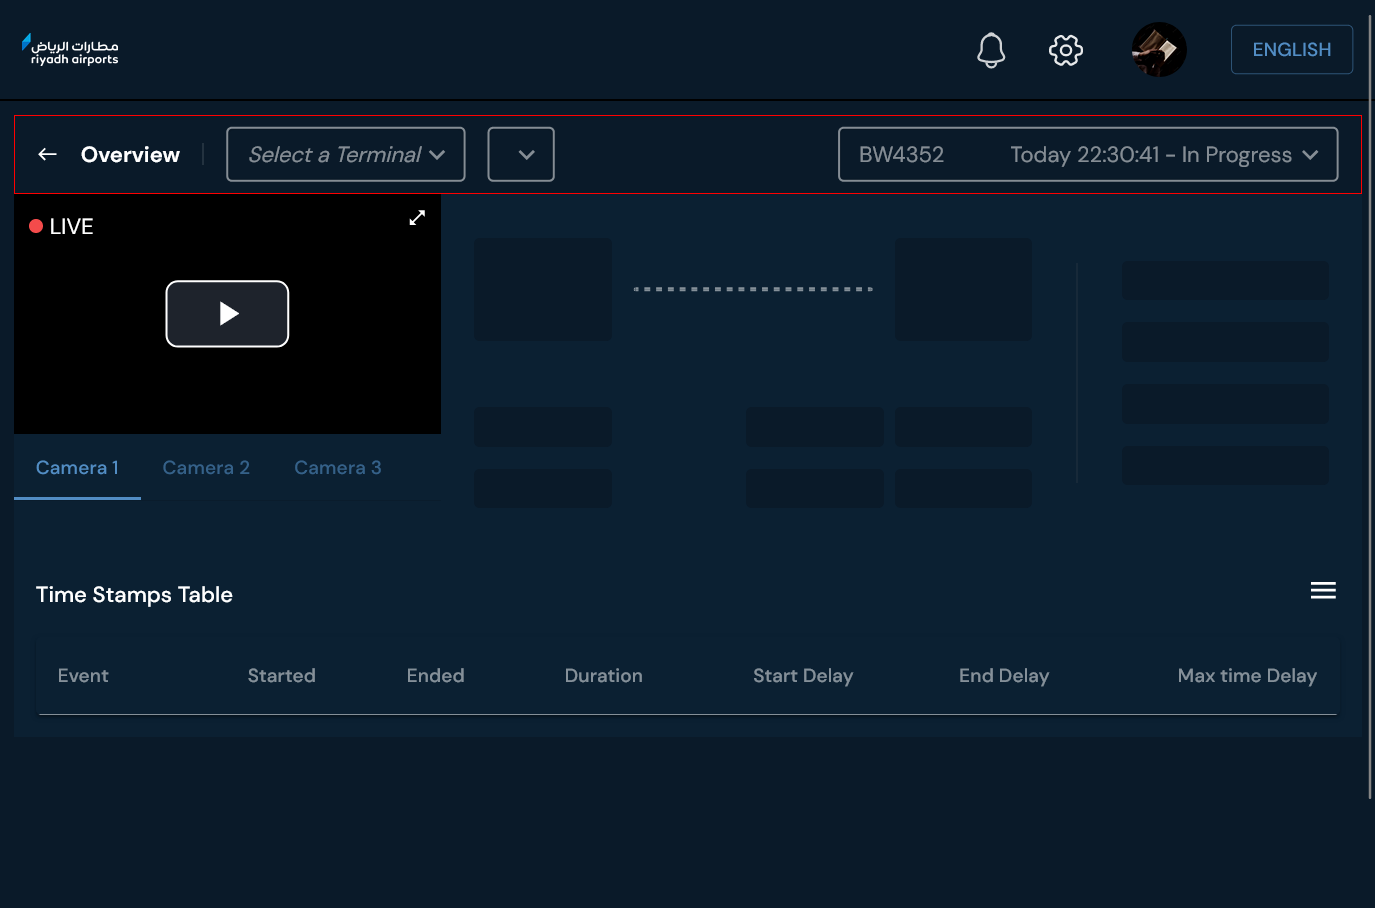 مطارات الرياض
riyadh airports
ENGLISH
Overview
Select a Terminal
BW4352 Today 22:30:41 - In Progress
LIVE
Camera 1 Camera 2 Camera 3
Time Stamps Table
Event Started Ended Duration Start Delay End Delay Max time Delay